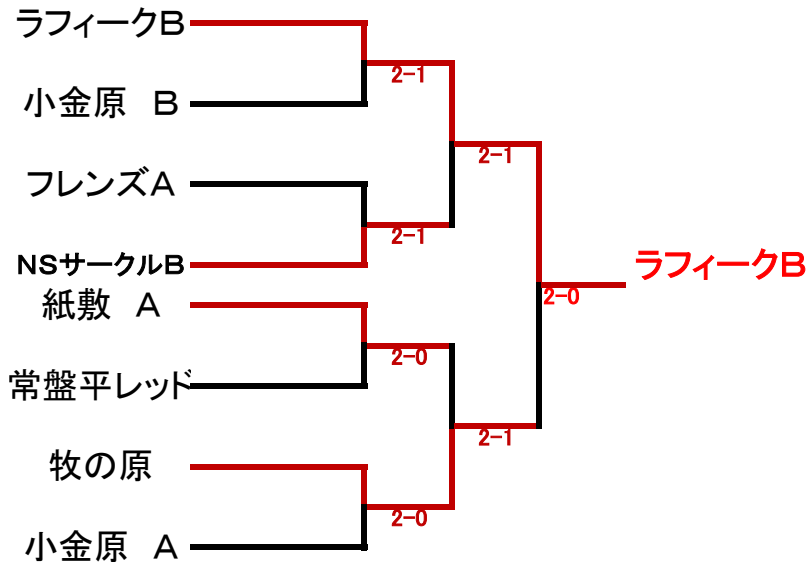 ラフィークB
2-1
小金原　B
2-1
フレンズA
2-1
NSサークルB
ラフィークB
2-0
紙敷　A
2-0
常盤平レッド
2-1
牧の原
2-0
小金原　A